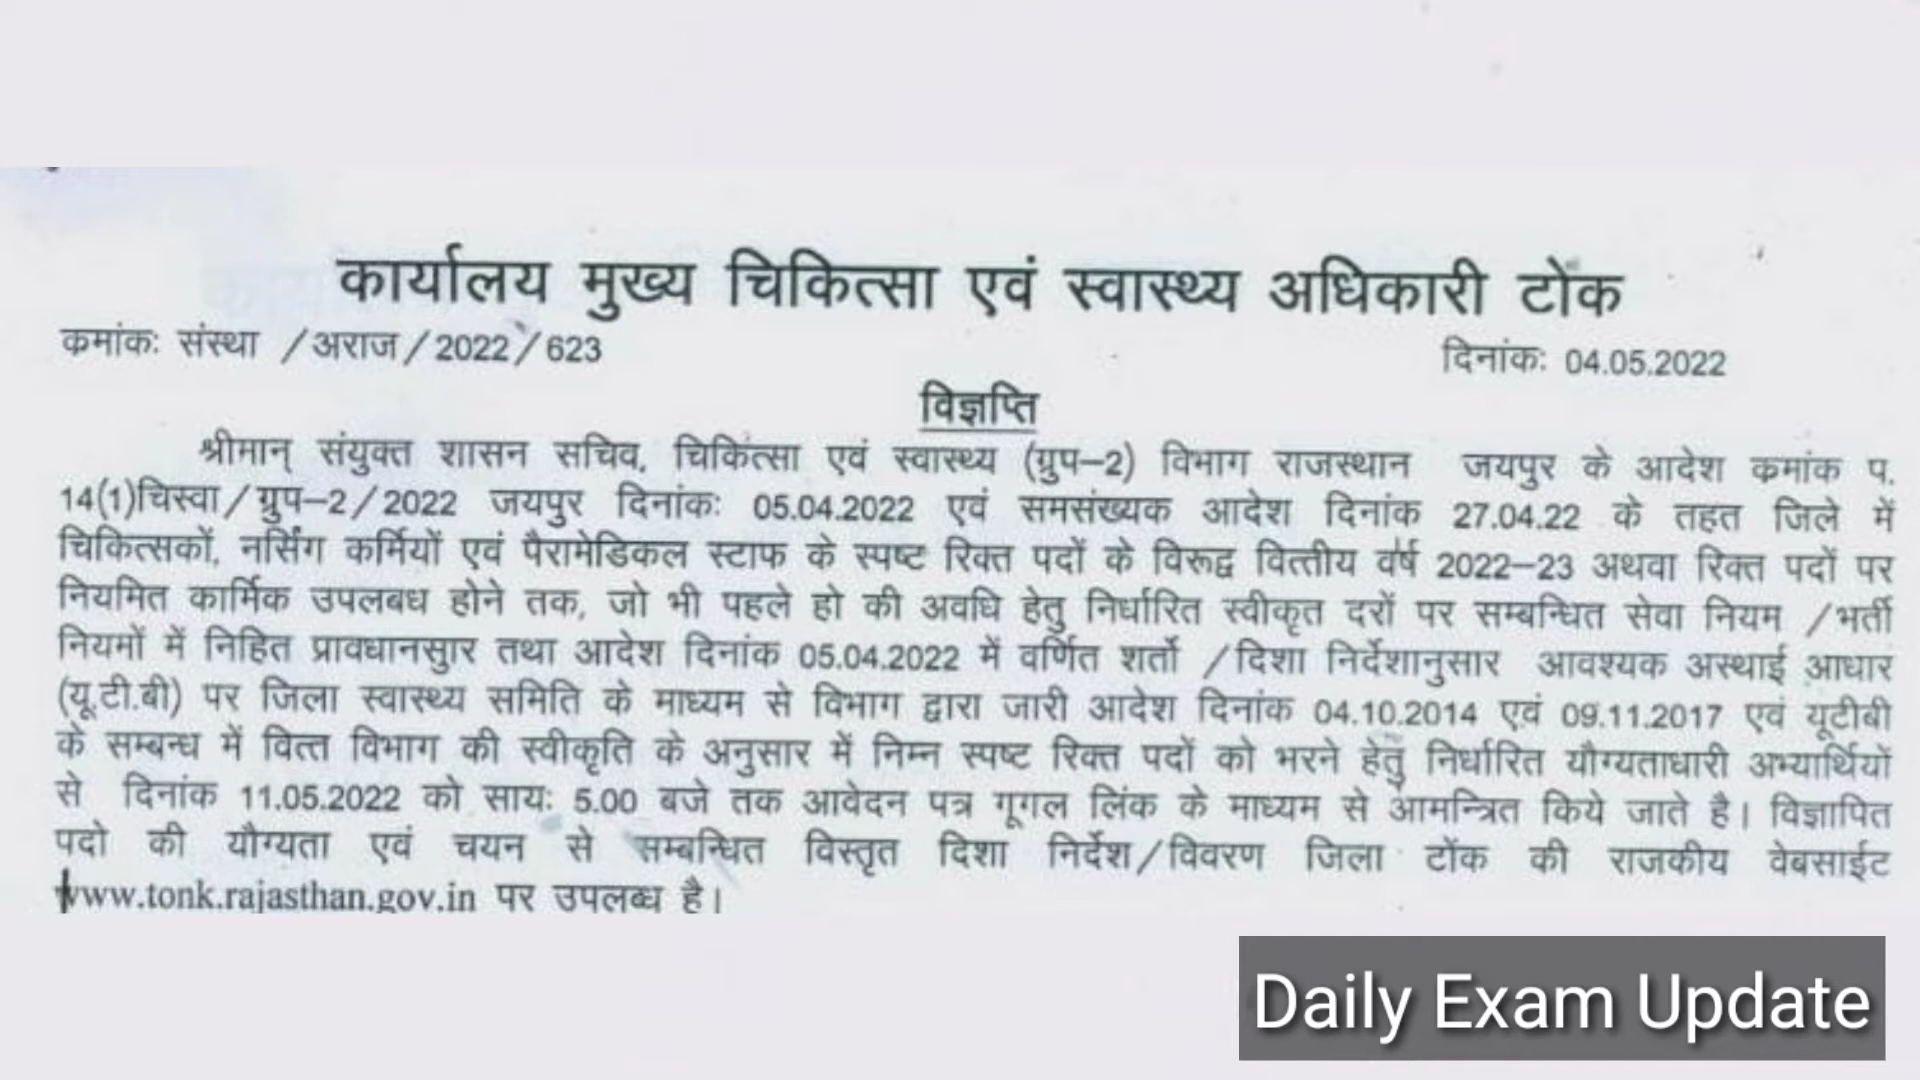 कार्यालय मुख्य चिकित्सा एवं स्वास्थ्य अधिकारी टोंक
कमांकः संस्था /अराज/2022/623 दिनांकः 04.05.2022
विज्ञप्ति
श्रीमान् संयुक्त शासन सचिव, चिकित्सा एवं स्वास्थ्य (ग्रुप–2) विभाग राजस्थान जयपुर के आदेश क्रमांक प.
14(1)चिस्वा/ग्रुप–2/2022 जयपुर दिनांकः 05.04.2022 एवं समसंख्यक आदेश दिनांक 27.04.22 के तहत जिले में
चिकित्सकों, नर्सिंग कर्मियों एवं पैरामेडिकल स्टाफ के स्पष्ट रिक्त पदों के विरूद्व वित्तीय वर्ष 2022–23 अथवा रिक्त पदों पर
नियमित कार्मिक उपलबध होने तक, जो भी पहले हो की अवधि हेतु निर्धारित स्वीकृत दरों पर सम्बन्धित सेवा नियम /भर्ती
नियमों में निहित प्रावधानसुार तथा आदेश दिनांक 05.04.2022 में वर्णित शर्तो /दिशा निर्देशानुसार आवश्यक अस्थाई आधार
(यू.टी.बी) पर जिला स्वास्थ्य समिति के माध्यम से विभाग द्वारा जारी आदेश दिनांक 04.10.2014 एवं 09.11.2017 एवं यूटीबी
के सम्बन्ध में वित्त विभाग की स्वीकृति के अनुसार में निम्न स्पष्ट रिक्त पदों को भरने हेतु निर्धारित यौग्यताधारी अभ्यार्थियों
से दिनांक 11.05.2022 को सायः 5.00 बजे तक आवेदन पत्र गूगल लिंक के माध्यम से आमन्त्रित किये जाते है। विज्ञापित
पदो की यौग्यता एवं चयन से सम्बन्धित विस्तृत दिशा निर्देश/विवरण जिला टोंक की राजकीय वेबसाईट
www.tonk.rajasthan.gov.in पर उपलब्ध है।
Daily Exam Update